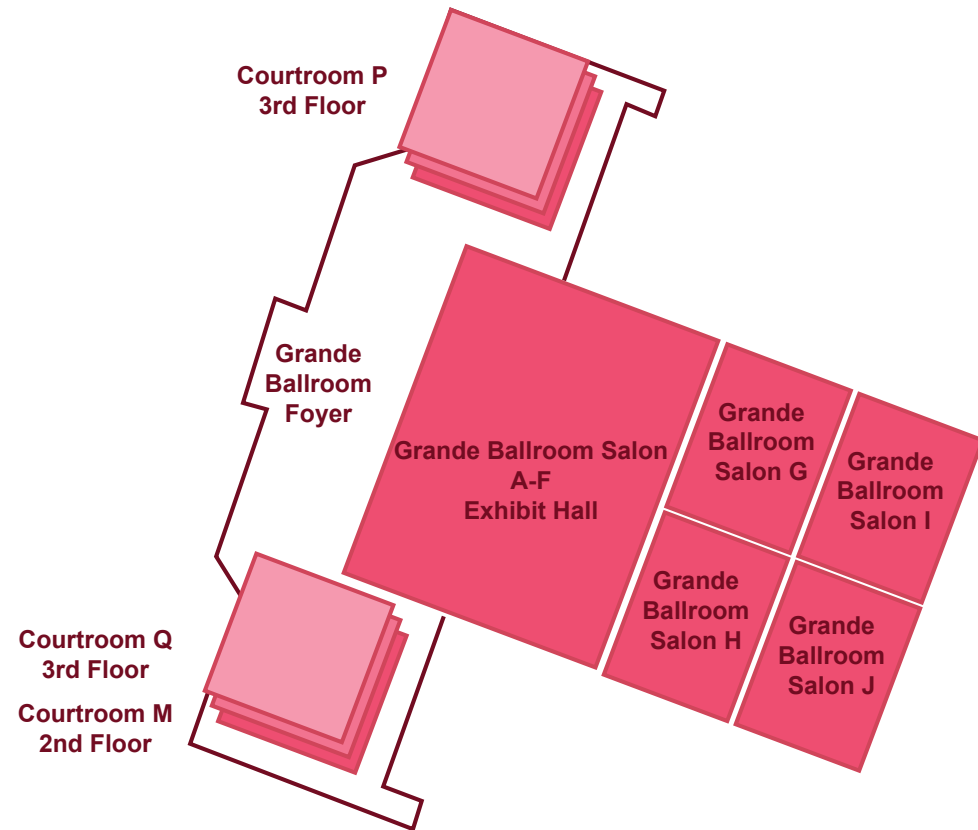 Courtroom P
3rd Floor
Grande
Ballroom
Foyer
Grande Ballroom Salon
A-F
Exhibit Hall
Grande
Ballroom
Salon G
Grande
Ballroom
Salon I
Grande
Ballroom
Salon H
Grande
Ballroom
Salon J
Courtroom Q
3rd Floor
Courtroom M
2nd Floor